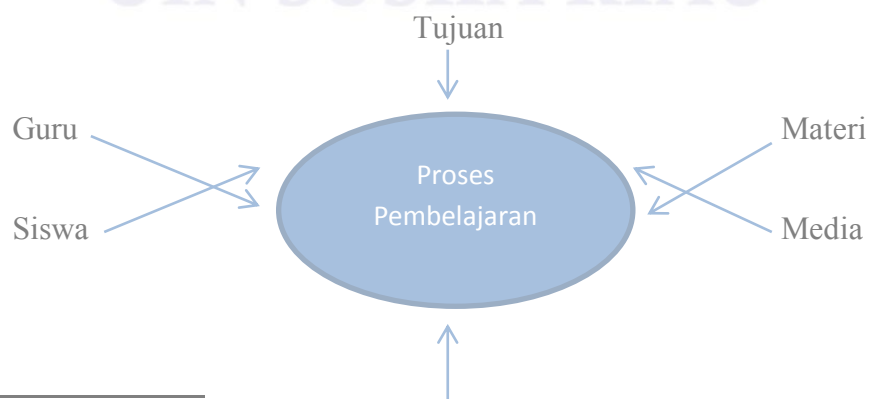 Tujuan
Guru
Materi
Proses
Pembelajaran
Siswa
Media